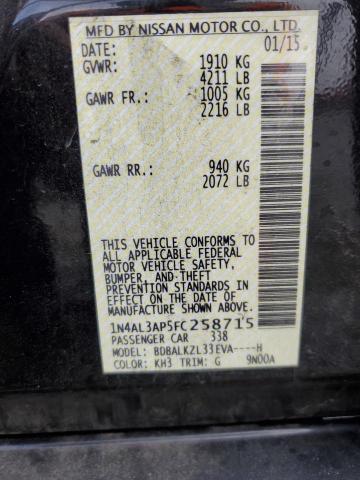 MFD BY NISSAN MOTOR CO., LTD.
DATE: 01/15
GVWR: 1910 KG
4211 LB
GAWR FR.: 1005 KG
2216 LB
GAWR RR.: 940 KG
2072 LB
THIS VEHICLE CONFORMS TO
ALL APPLICABLE FEDERAL
MOTOR VEHICLE SAFETY,
BUMPER, AND THEFT
PREVENTION STANDARDS IN
EFFECT ON THE DATE OF
MANUFACTURE SHOWN ABOVE.
1N4AL3AP5FC258715
PASSENGER CAR 338
MODEL: BDBALKZL33EVA----H
COLOR: KH3 TRIM: G 9N00A